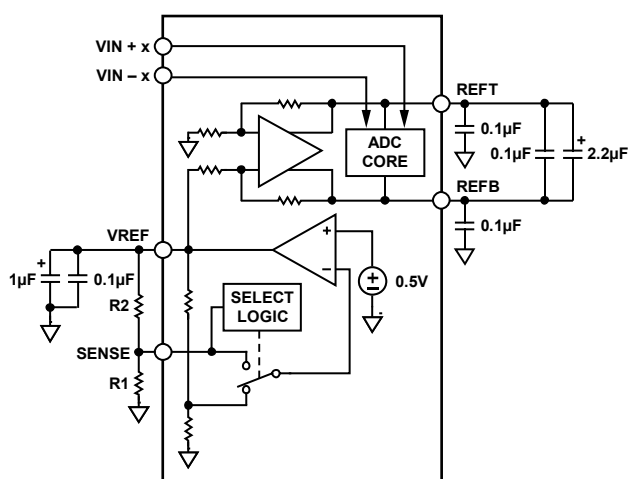 VIN + x
VIN – x
REFT
0.1µF
ADC
CORE
0.1µF
+
2.2µF
REFB
0.1µF
VREF
+
1µF
0.1µF
R2
+
–
0.5V
SELECT
LOGIC
SENSE
R1